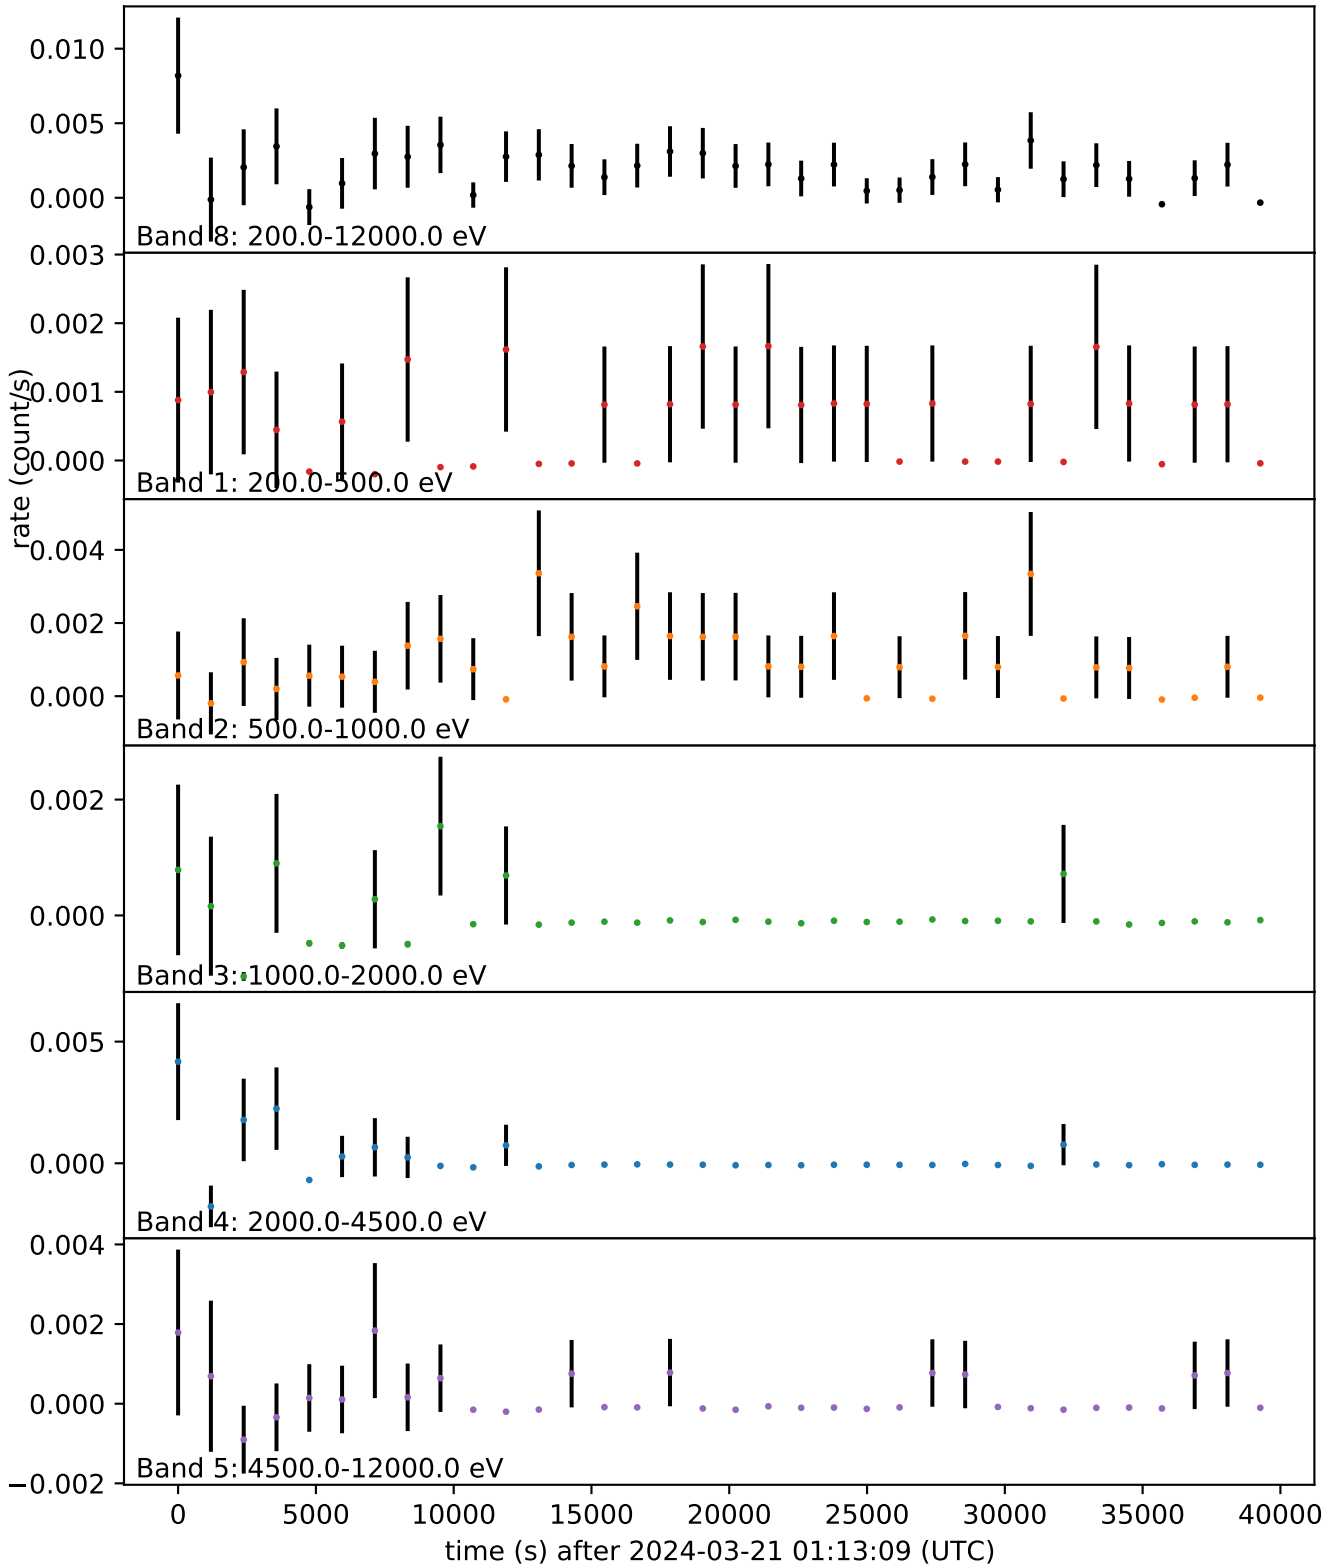 0.010
0.005
0.000
Band 8: 200.0-12000.0 eV
0.003
0.002
0.001
0.000
Band 1: 200.0-500.0 eV
rate (count/s)
0.004
0.002
0.000
Band 2: 500.0-1000.0 eV
0.002
0.000
Band 3: 1000.0-2000.0 eV
0.005
0.000
Band 4: 2000.0-4500.0 eV
0.004
0.002
0.000
−0.002
Band 5: 4500.0-12000.0 eV
0 5000 10000 15000 20000 25000 30000 35000 40000
time (s) after 2024-03-21 01:13:09 (UTC)